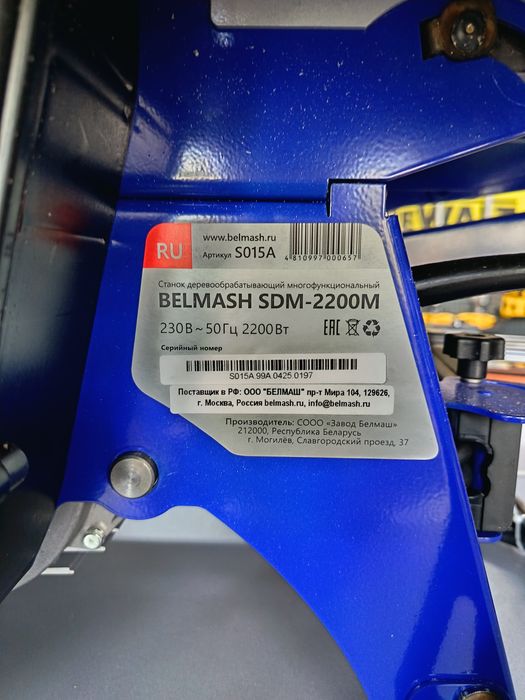 RU
www.belmash.ru
Артикул S015A
4 810997 000657
Станок деревообрабатывающий многофункциональный
BELMASH SDM-2200M
230В ~ 50Гц 2200Вт
EAC
Серийный номер
S015A 99A 0425 0197
Поставщик в РФ: ООО "БЕЛМАШ" пр-т Мира 104, 129626,
г. Москва, Россия belmash.ru, info@belmash.ru
Производитель: СООО «Завод Белмаш»
212000, Республика Беларусь
г. Могилёв, Славгородский проезд, 37